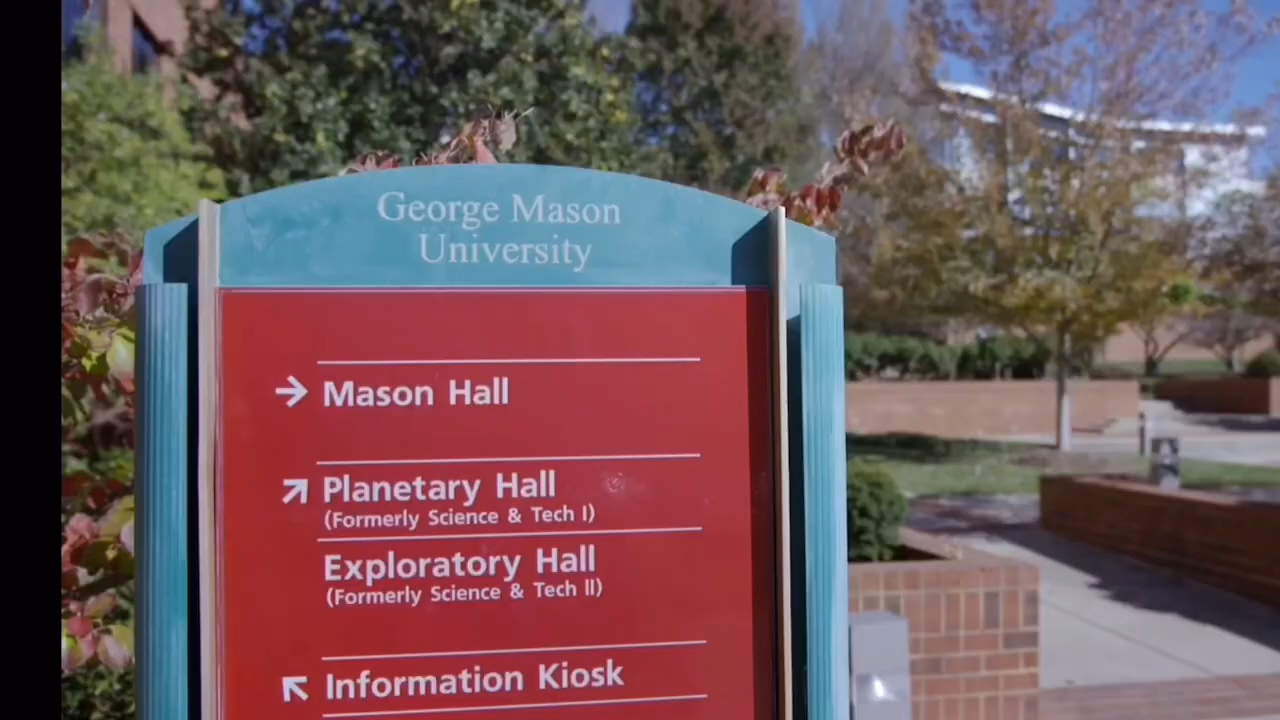 George Mason
University
→ Mason Hall
↗ Planetary Hall
(Formerly Science & Tech I)
Exploratory Hall
(Formerly Science & Tech II)
↖ Information Kiosk